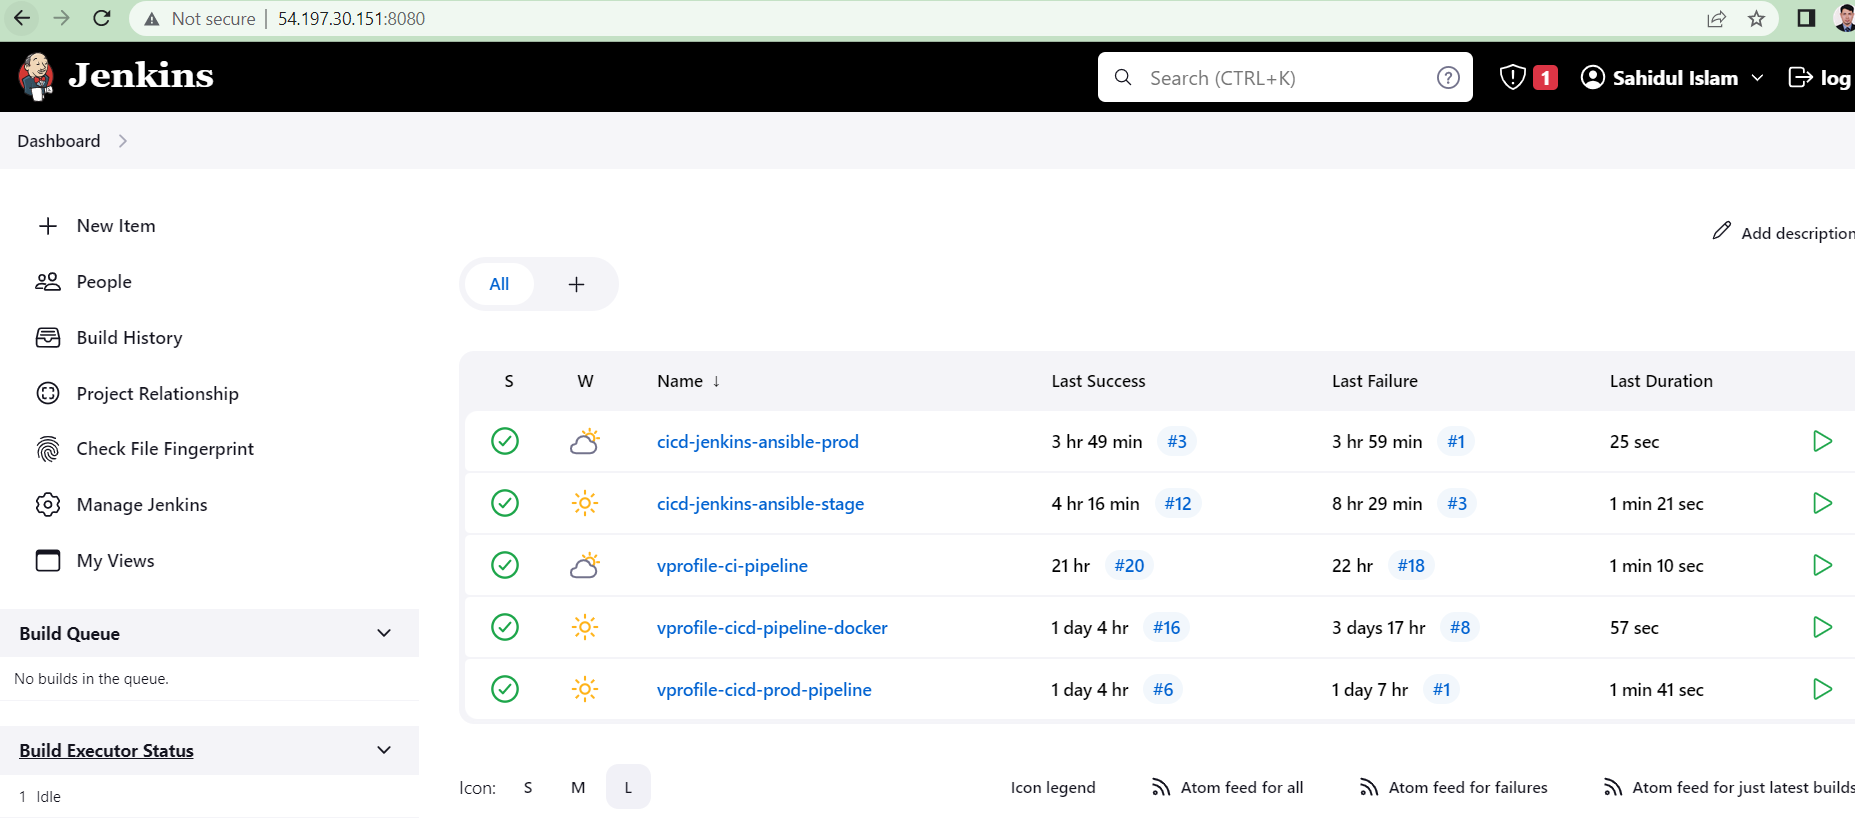 Not secure | 54.197.30.151:8080
Jenkins
Search (CTRL+K) ?
1
Sahidul Islam
log
Dashboard
New Item
People
Build History
Project Relationship
Check File Fingerprint
Manage Jenkins
My Views
Build Queue
No builds in the queue.
Build Executor Status
1 Idle
Add description
All +
S W Name ↓ Last Success Last Failure Last Duration
cicd-jenkins-ansible-prod 3 hr 49 min #3 3 hr 59 min #1 25 sec
cicd-jenkins-ansible-stage 4 hr 16 min #12 8 hr 29 min #3 1 min 21 sec
vprofile-ci-pipeline 21 hr #20 22 hr #18 1 min 10 sec
vprofile-cicd-pipeline-docker 1 day 4 hr #16 3 days 17 hr #8 57 sec
vprofile-cicd-prod-pipeline 1 day 4 hr #6 1 day 7 hr #1 1 min 41 sec
Icon: S M L
Icon legend Atom feed for all Atom feed for failures Atom feed for just latest builds